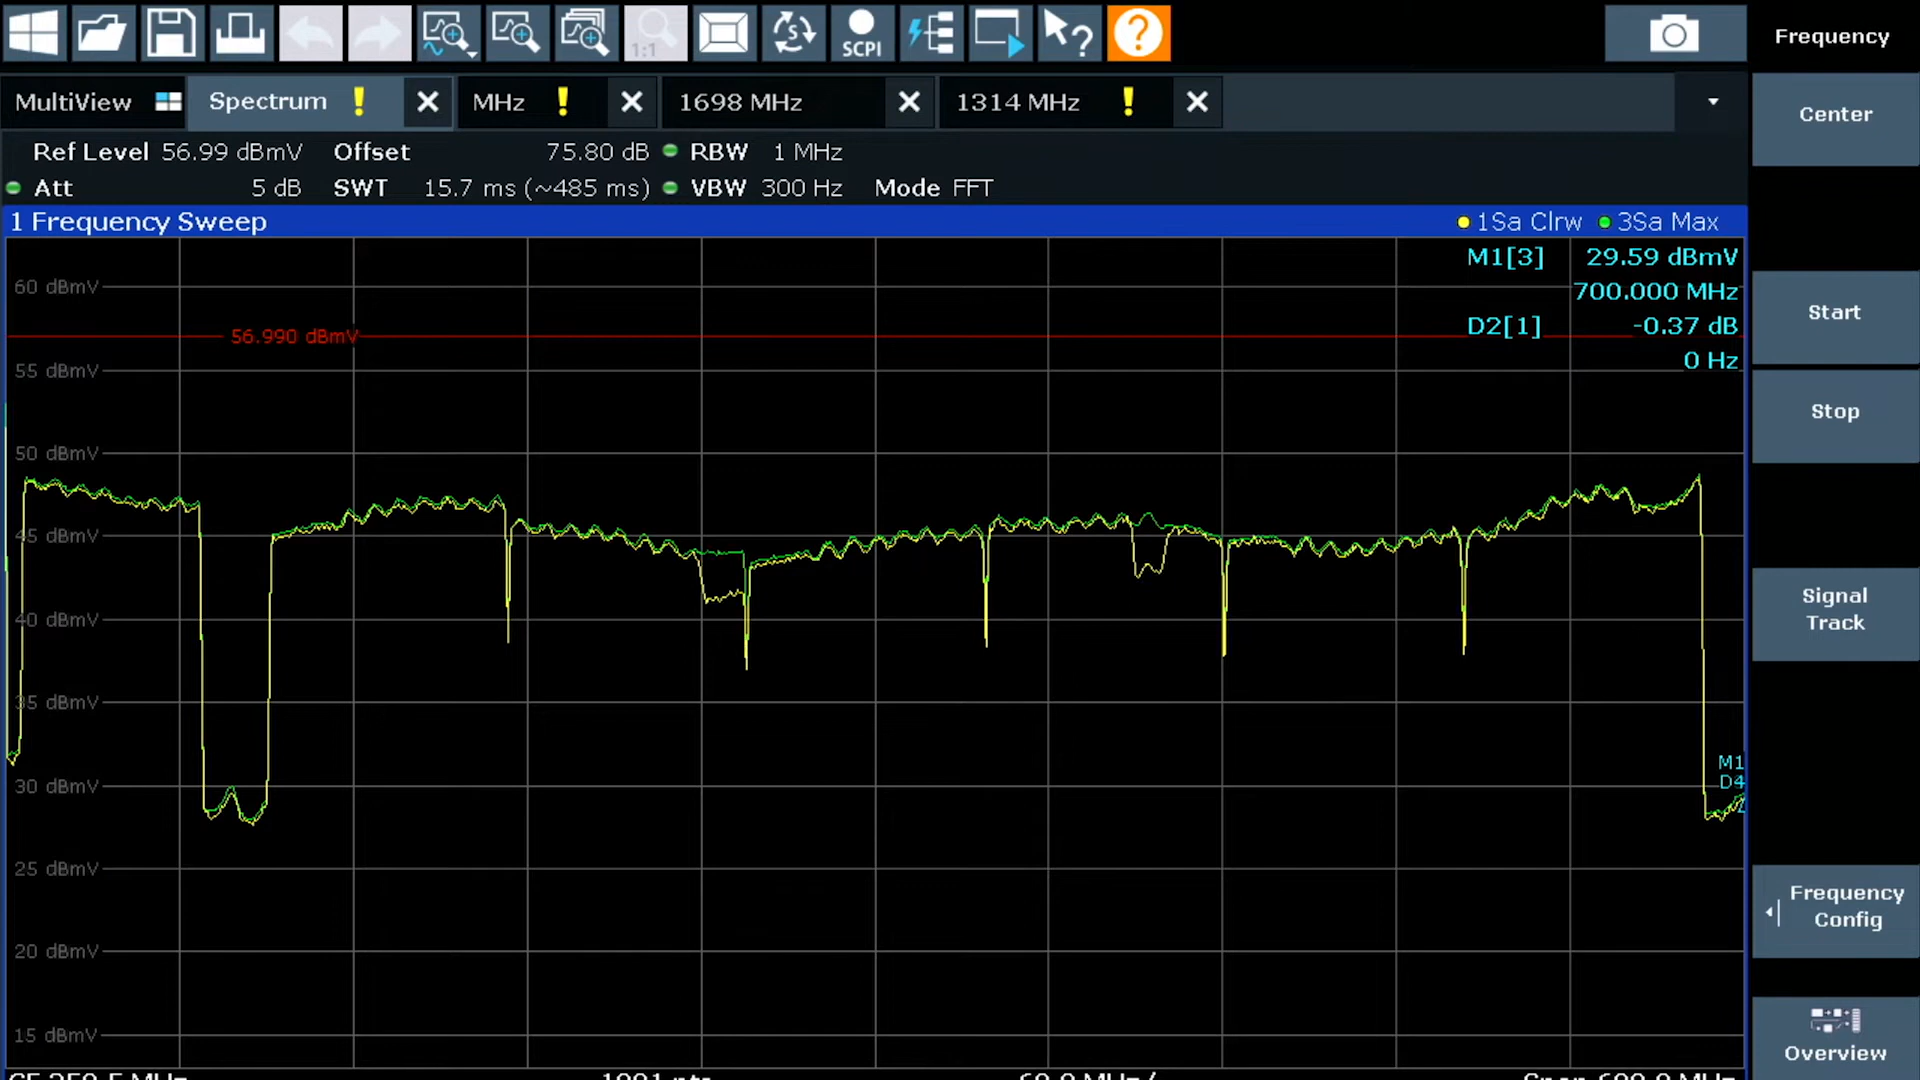 1:1
SCPI
Frequency
MultiView
Spectrum
MHz
1698 MHz
1314 MHz
Center
Ref Level 56.99 dBmV Offset 75.80 dB RBW 1 MHz
Att 5 dB SWT 15.7 ms (~485 ms) VBW 300 Hz Mode FFT
1 Frequency Sweep
1Sa Clrw 3Sa Max
M1[3] 29.59 dBmV
700.000 MHz
D2[1] -0.37 dB
0 Hz
60 dBmV
56.990 dBmV
55 dBmV
50 dBmV
45 dBmV
40 dBmV
35 dBmV
30 dBmV
25 dBmV
20 dBmV
15 dBmV
M1
D4
Start
Stop
Signal
Track
Frequency
Config
Overview